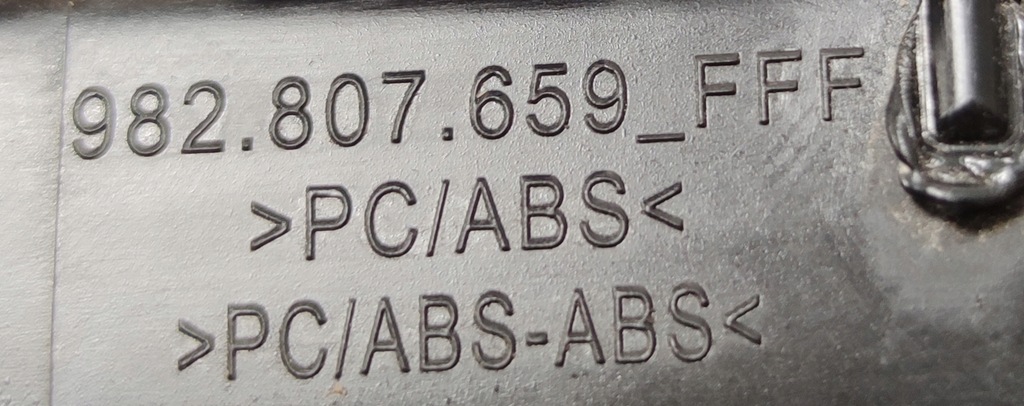 982.807.659_FFF
>PC/ABS<
>PC/ABS-ABS<